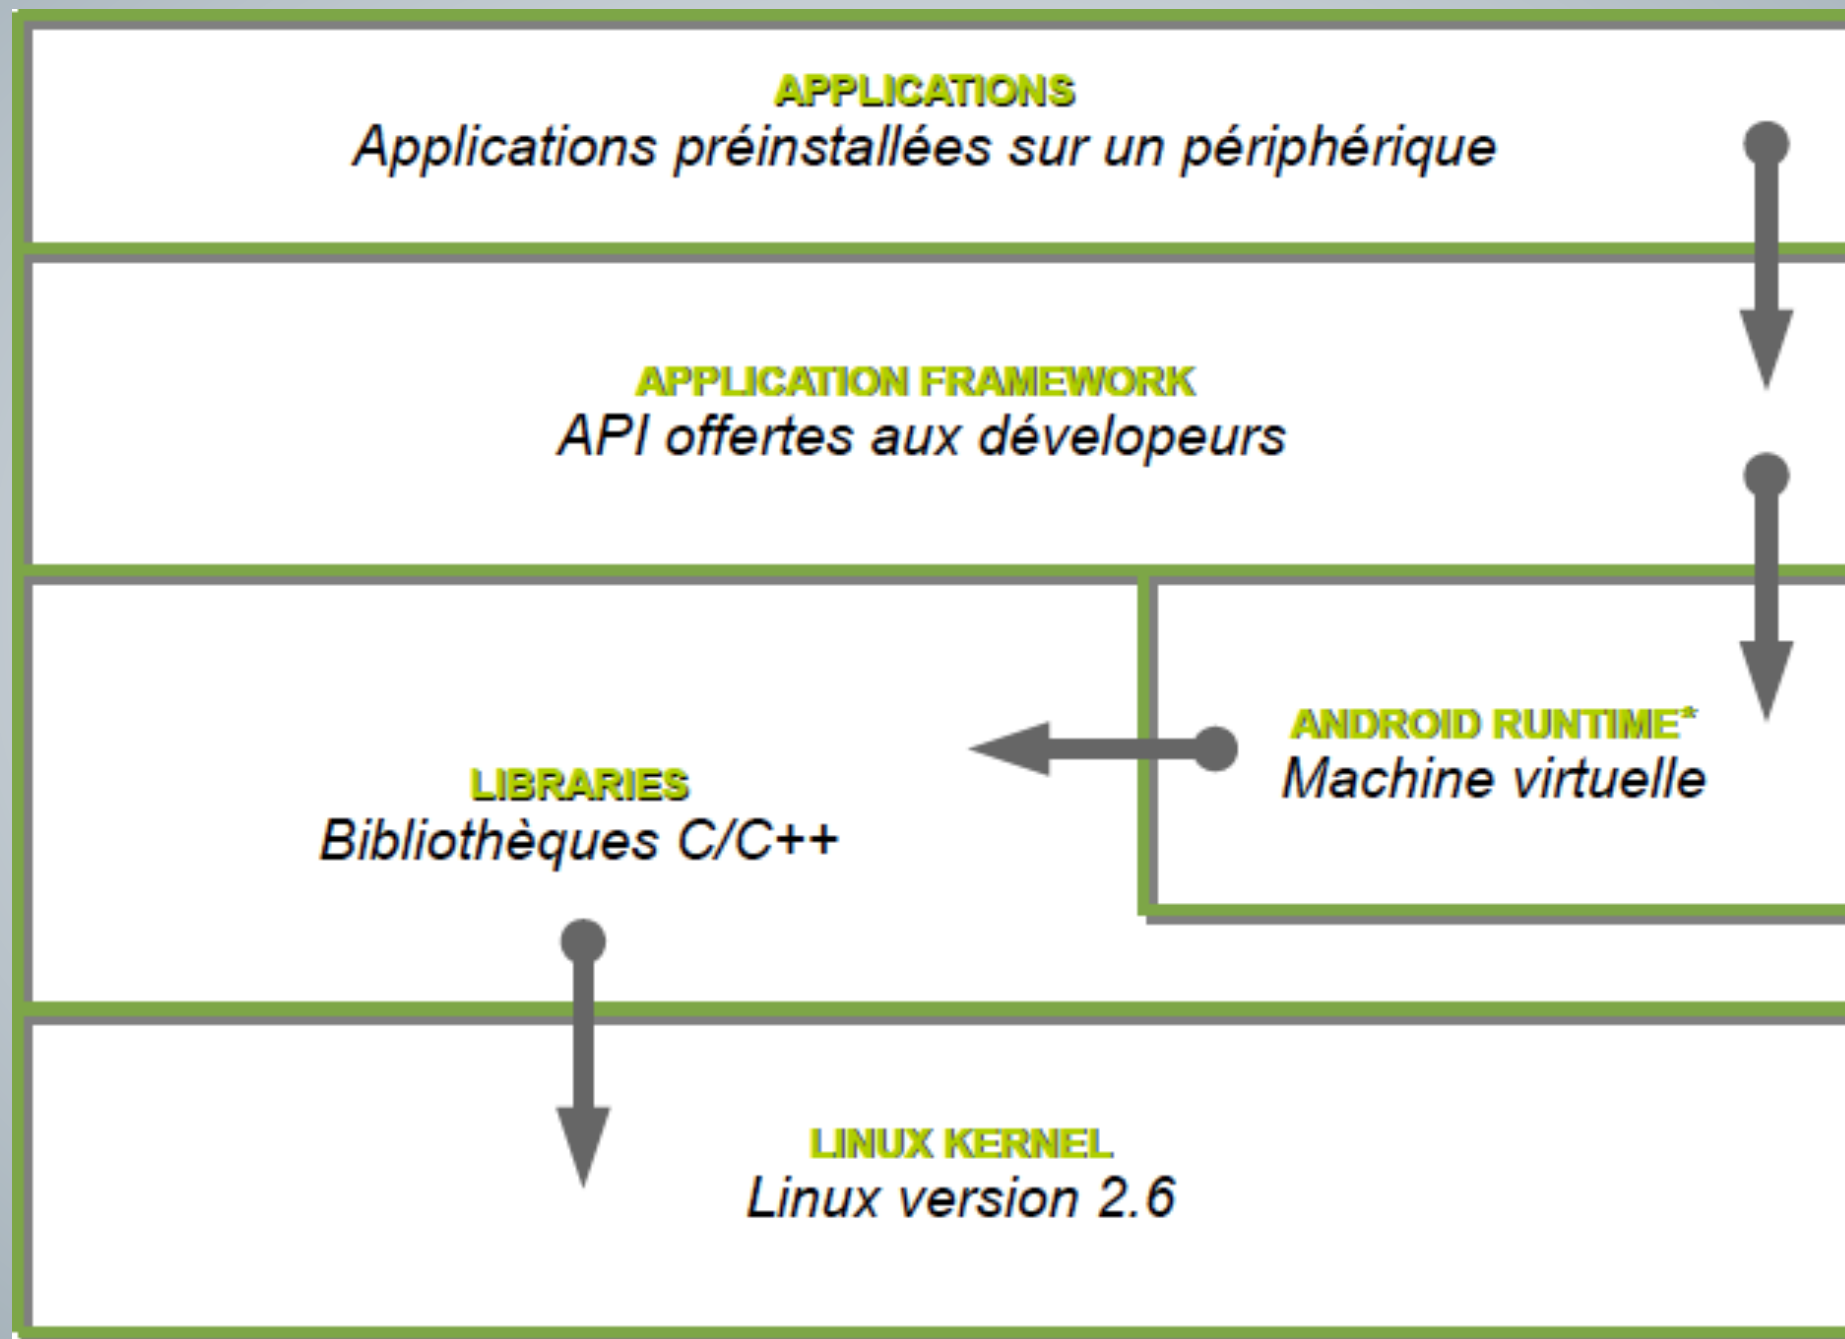 APPLICATIONS
Applications préinstallées sur un périphérique
APPLICATION FRAMEWORK
API offertes aux dévelopeurs
ANDROID RUNTIME*
Machine virtuelle
LIBRARIES
Bibliothèques C/C++
LINUX KERNEL
Linux version 2.6